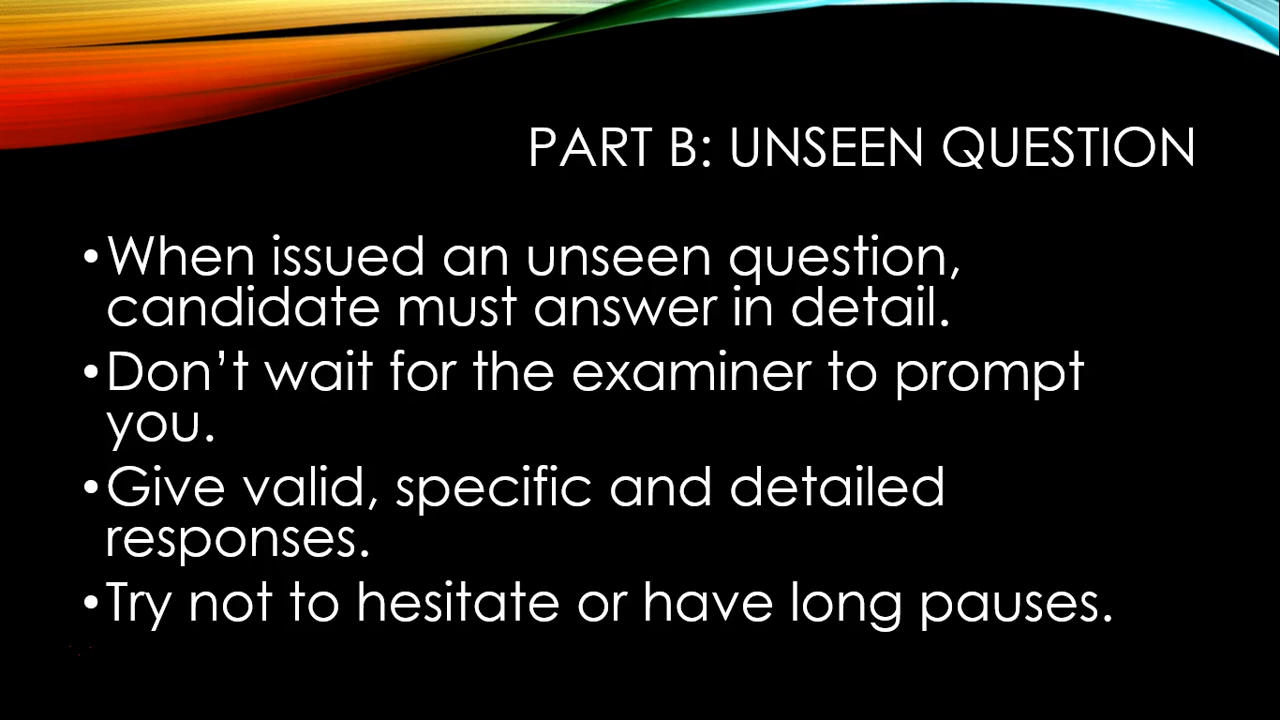 PART B: UNSEEN QUESTION
•When issued an unseen question,
candidate must answer in detail.
•Don’t wait for the examiner to prompt
you.
•Give valid, specific and detailed
responses.
•Try not to hesitate or have long pauses.